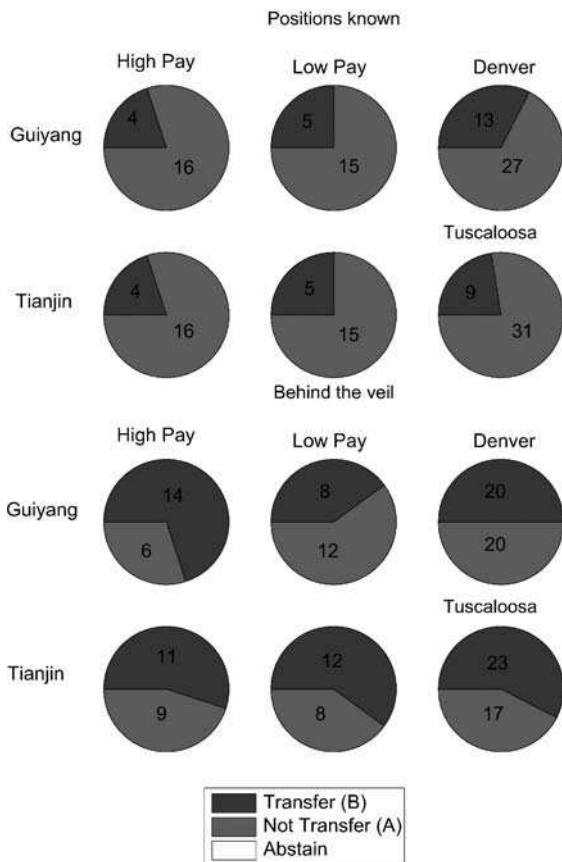 Positions known
High Pay
Low Pay
Denver
Guiyang
4
16
5
15
13
27
Tuscaloosa
Tianjin
4
16
5
15
9
31
Behind the veil
High Pay
Low Pay
Denver
Guiyang
14
6
8
12
20
20
Tuscaloosa
Tianjin
11
9
12
8
23
17
Transfer (B)
Not Transfer (A)
Abstain